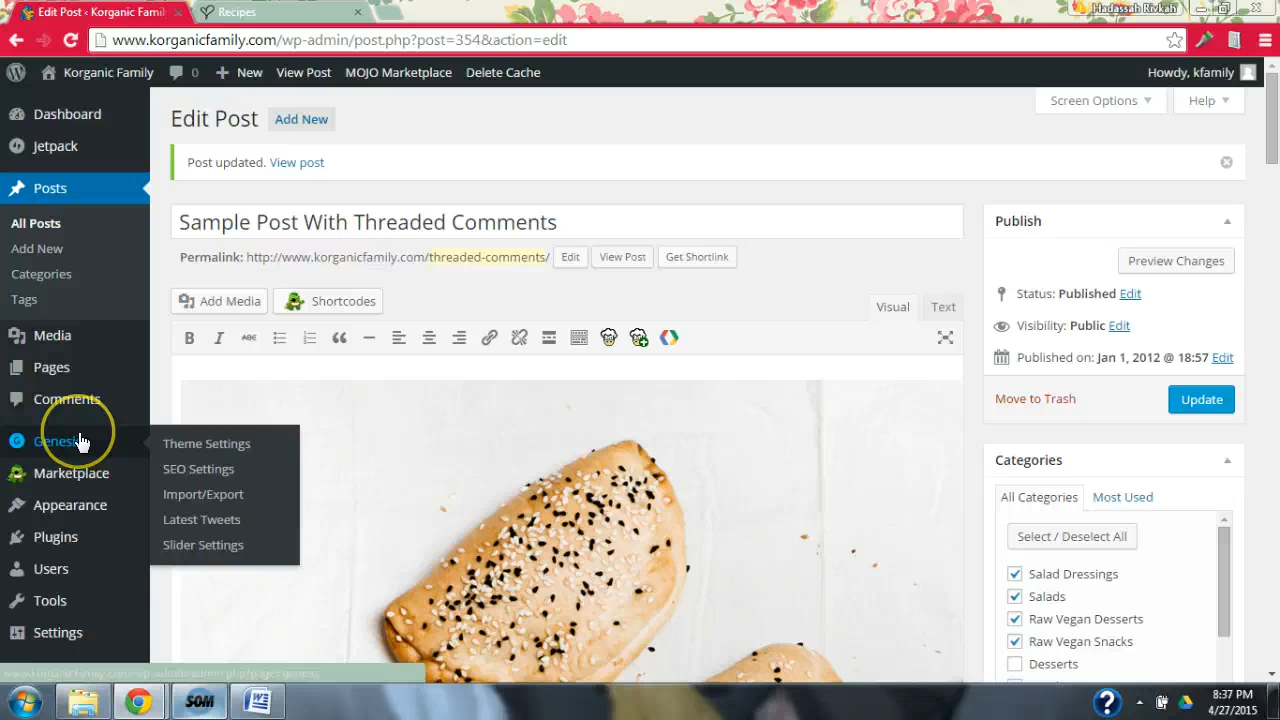 Edit Post ‹ Korganic Fami
Recipes
Hadassah Rivkah
www.korganicfamily.com/wp-admin/post.php?post=354&action=edit
Korganic Family
0
New
View Post
MOJO Marketplace
Delete Cache
Howdy, kfamily
Dashboard
Jetpack
Posts
All Posts
Add New
Categories
Tags
Media
Pages
Comments
Genesis
Marketplace
Appearance
Plugins
Users
Tools
Settings
Theme Settings
SEO Settings
Import/Export
Latest Tweets
Slider Settings
Screen Options
Help
Edit Post
Add New
Post updated. View post
Sample Post With Threaded Comments
Permalink: http://www.korganicfamily.com/threaded-comments/
Edit
View Post
Get Shortlink
Add Media
Shortcodes
Visual
Text
B I ABC
Publish
Preview Changes
Status: Published Edit
Visibility: Public Edit
Published on: Jan 1, 2012 @ 18:57 Edit
Move to Trash
Update
Categories
All Categories
Most Used
Select / Deselect All
Salad Dressings
Salads
Raw Vegan Desserts
Raw Vegan Snacks
Desserts
SOM
8:37 PM
4/27/2015